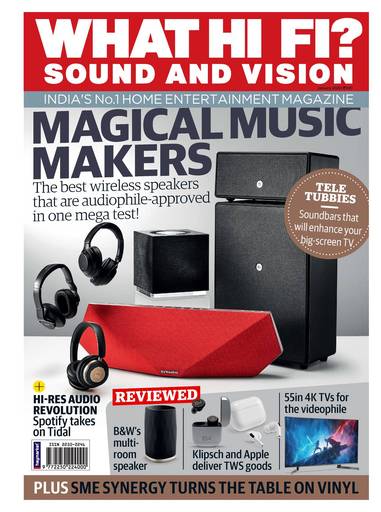 WHAT HI FI?
SOUND AND VISION
INDIA'S No.1 HOME ENTERTAINMENT MAGAZINE
MAGICAL MUSIC
MAKERS
The best wireless speakers
that are audiophile-approved
in one mega test!
TELE
TUBBIES
Soundbars that
will enhance your
big-screen TV
+
HI-RES AUDIO
REVOLUTION
Spotify takes
on Tidal
REVIEWED
B&W's
multi-
room
speaker
Klipsch and Apple
deliver TWS goods
55in 4K TVs for
the videophile
PLUS SME SYNERGY TURNS THE TABLE ON VINYL